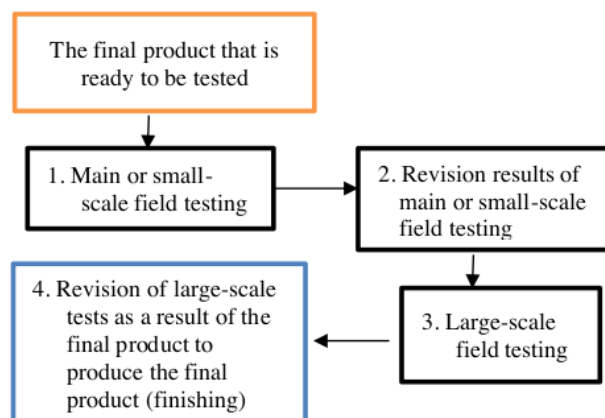 The final product that is
ready to be tested
1. Main or small-
scale field testing
2. Revision results of
main or small-scale
field testing
3. Large-scale
field testing
4. Revision of large-scale
tests as a result of the
final product to
produce the final
product (finishing)